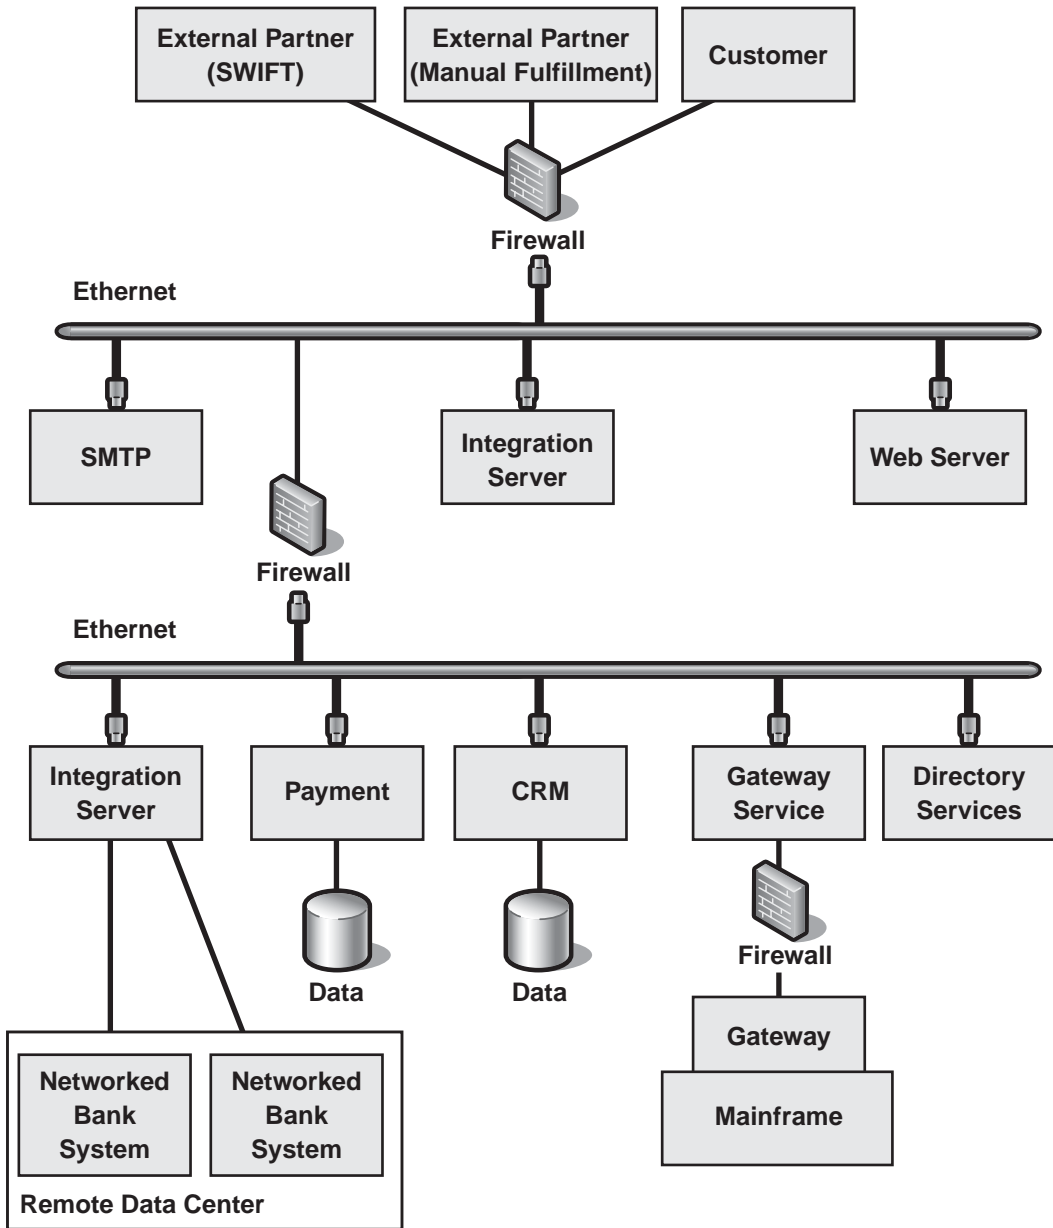 External Partner
(SWIFT)
External Partner
(Manual Fulfillment)
Customer
Firewall
Ethernet
SMTP
Integration
Server
Web Server
Firewall
Ethernet
Integration
Server
Payment
CRM
Gateway
Service
Directory
Services
Data
Data
Firewall
Gateway
Mainframe
Networked
Bank
System
Networked
Bank
System
Remote Data Center